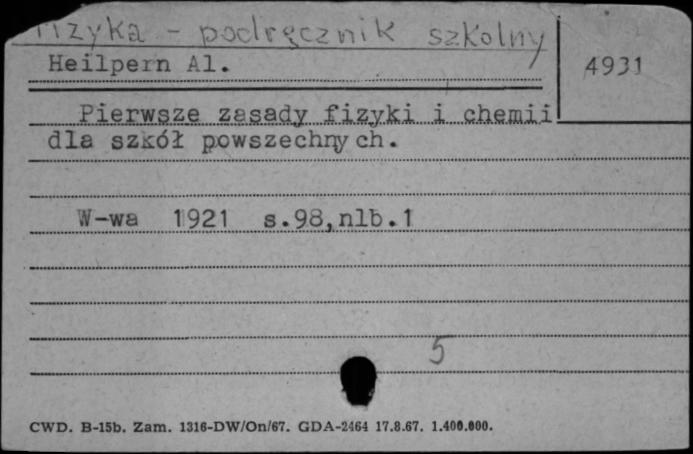 Fizyka - podręcznik szkolny
Heilpern Al.
4931
Pierwsze zasady fizyki i chemii
dla szkół powszechnych.
W-wa 1921 s.98,nlb.1
5
CWD. B-15b. Zam. 1316-DW/On/67. GDA-2464 17.8.67. 1.400.000.